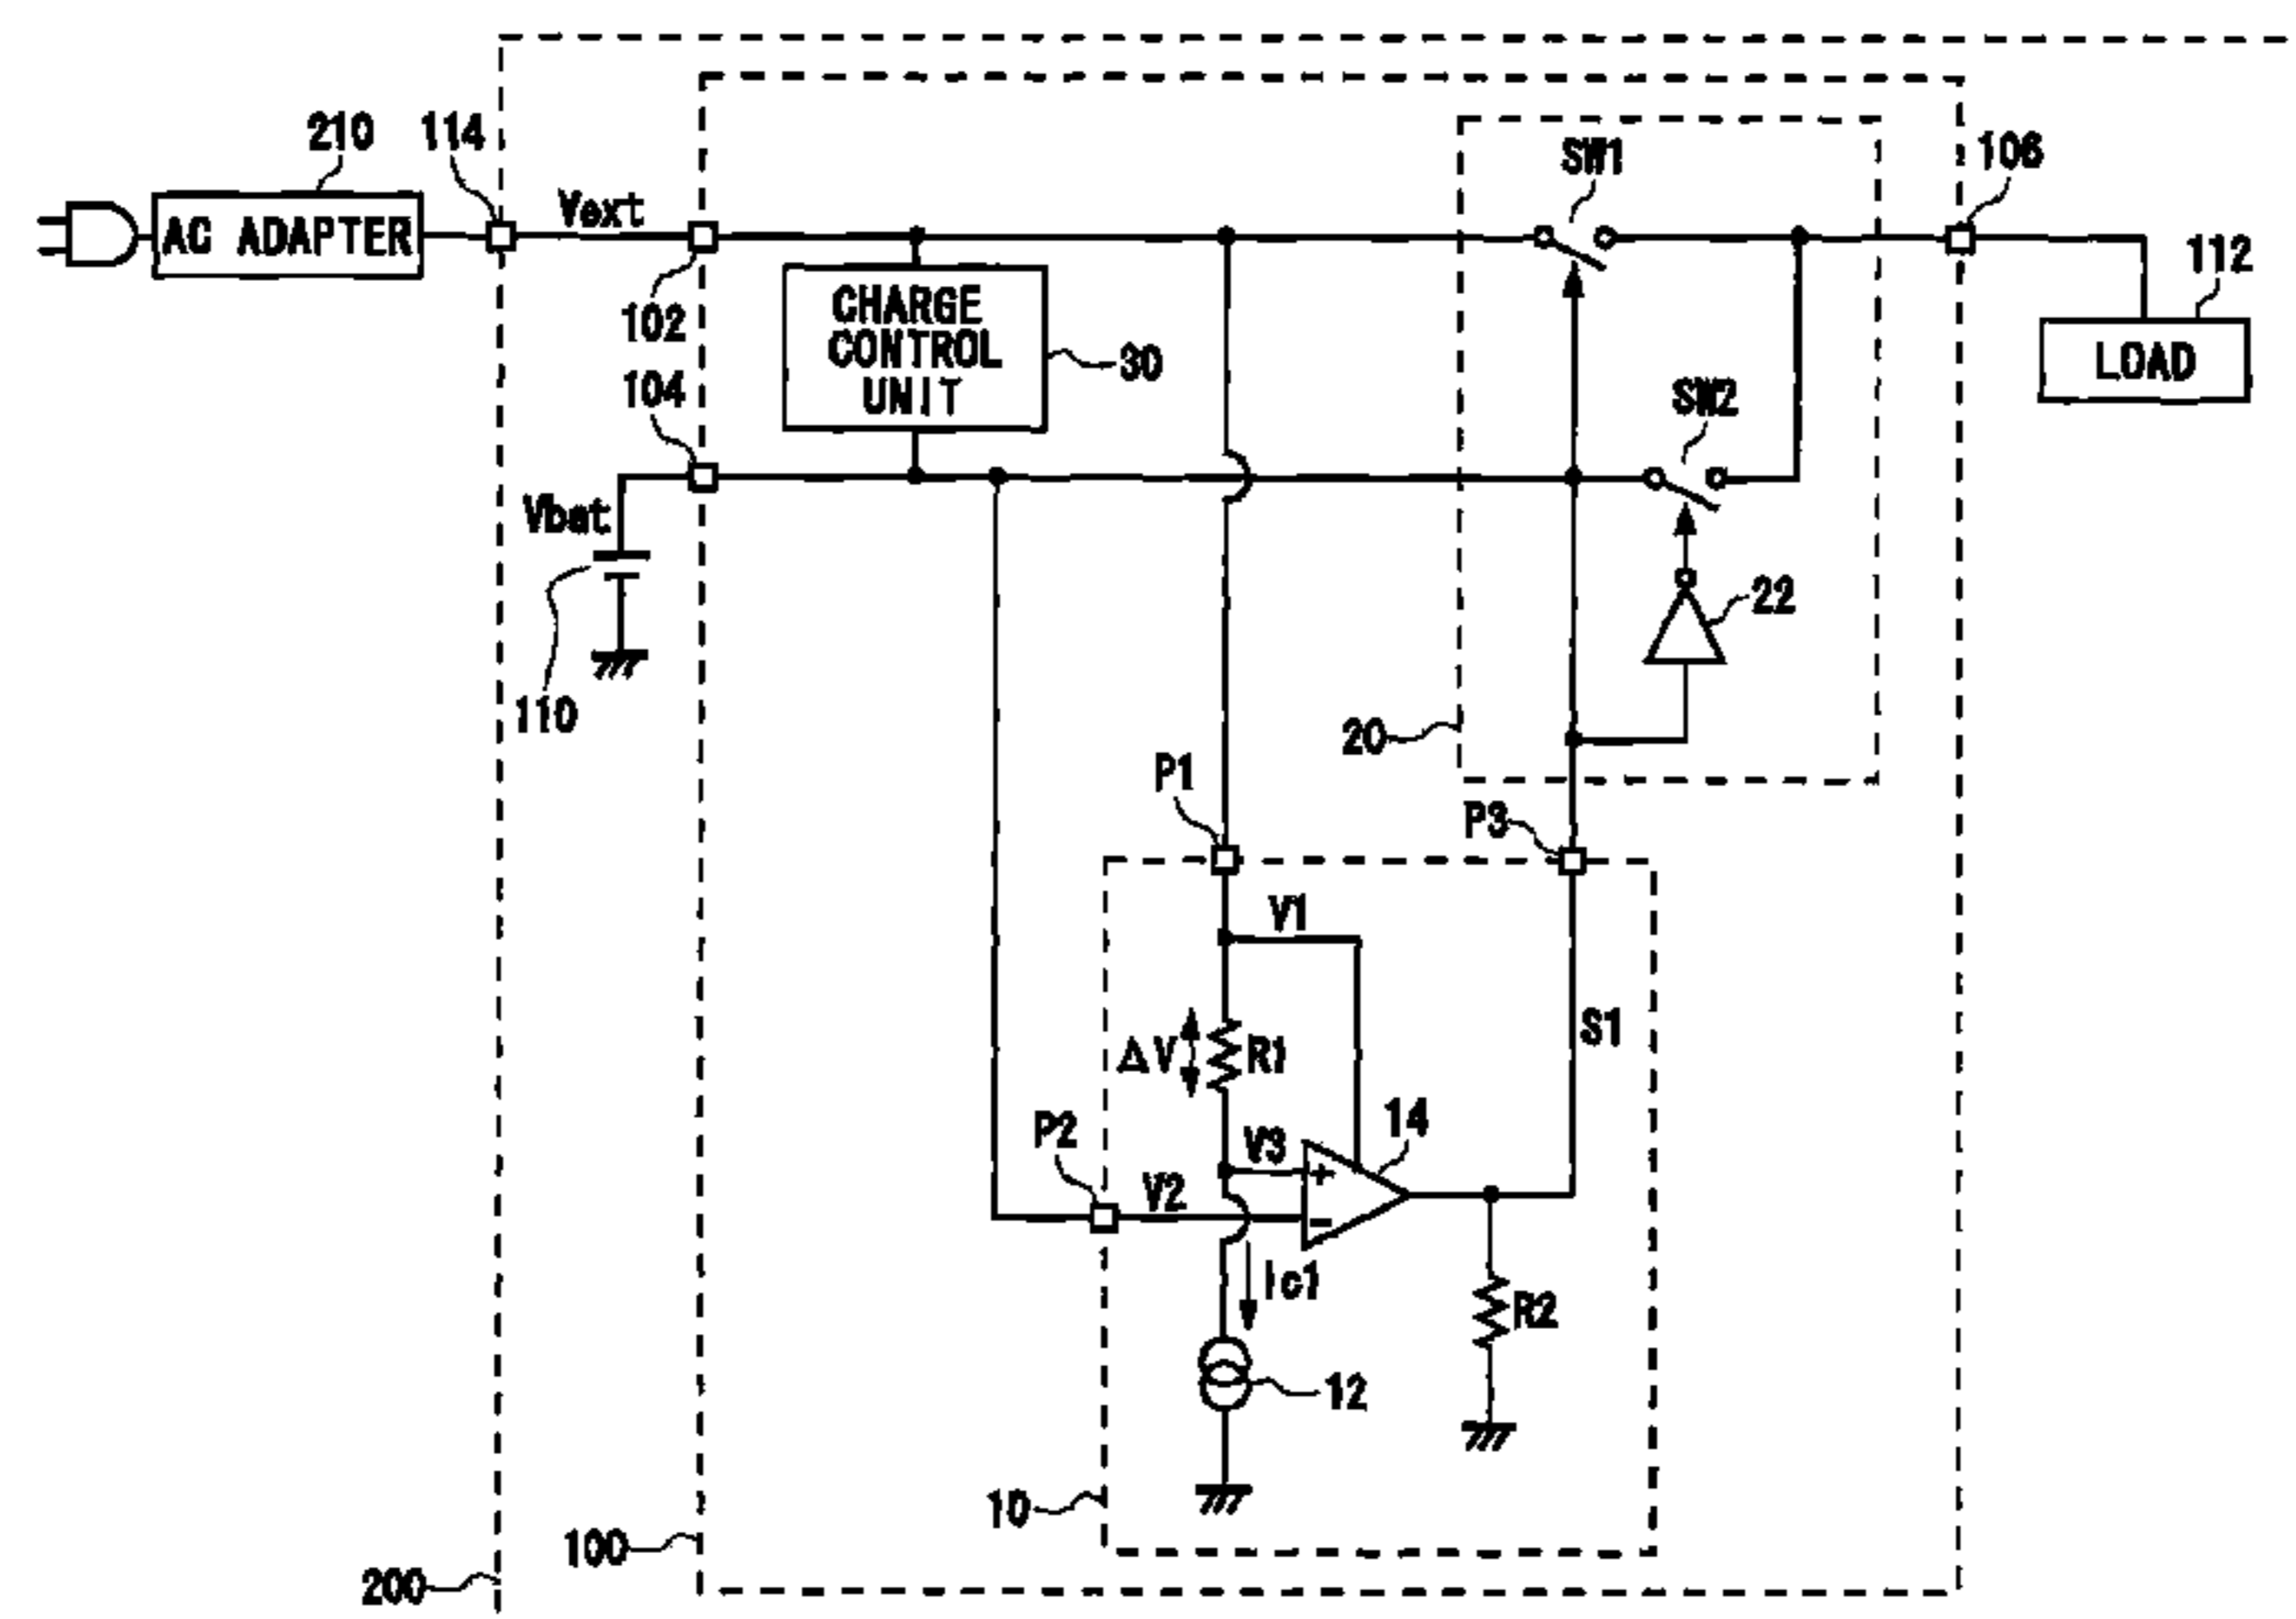 210
114
Vext
AC ADAPTER
102
104
CHARGE
CONTROL
UNIT
30
SW1
106
112
LOAD
SW2
Vbat
110
22
20
P1
P3
V1
ΔV
R1
S1
P2
V3
14
+
V2
-
Ic1
R2
12
10
100
200